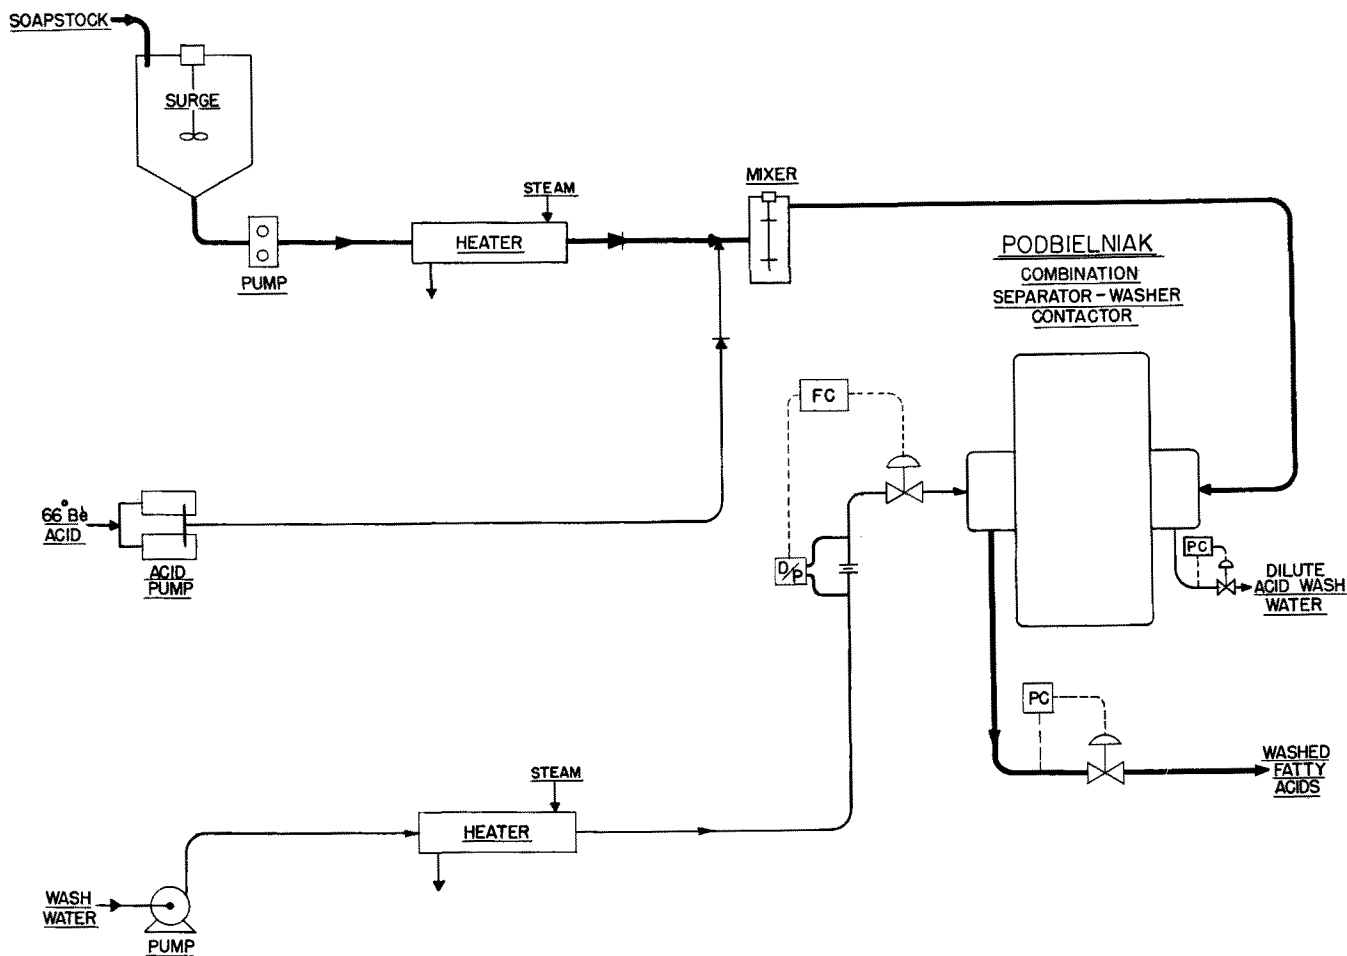 SOAPSTOCK
SURGE
PUMP
STEAM
HEATER
MIXER
PODBIELNIAK
COMBINATION
SEPARATOR-WASHER
CONTACTOR
FC
66° Bé
ACID
ACID
PUMP
D/P
PC
DILUTE
ACID WASH
WATER
PC
WASHED
FATTY
ACIDS
STEAM
HEATER
WASH
WATER
PUMP